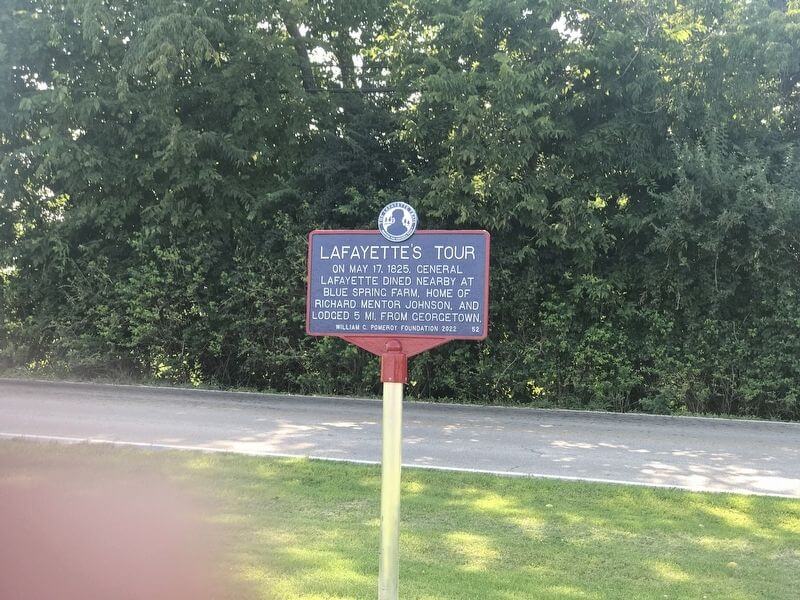 LAFAYETTE'S TOUR
ON MAY 17, 1825, GENERAL
LAFAYETTE DINED NEARBY AT
BLUE SPRING FARM, HOME OF
RICHARD MENTOR JOHNSON, AND
LODGED 5 MI. FROM GEORGETOWN.
WILLIAM G. POMEROY FOUNDATION 2022 52